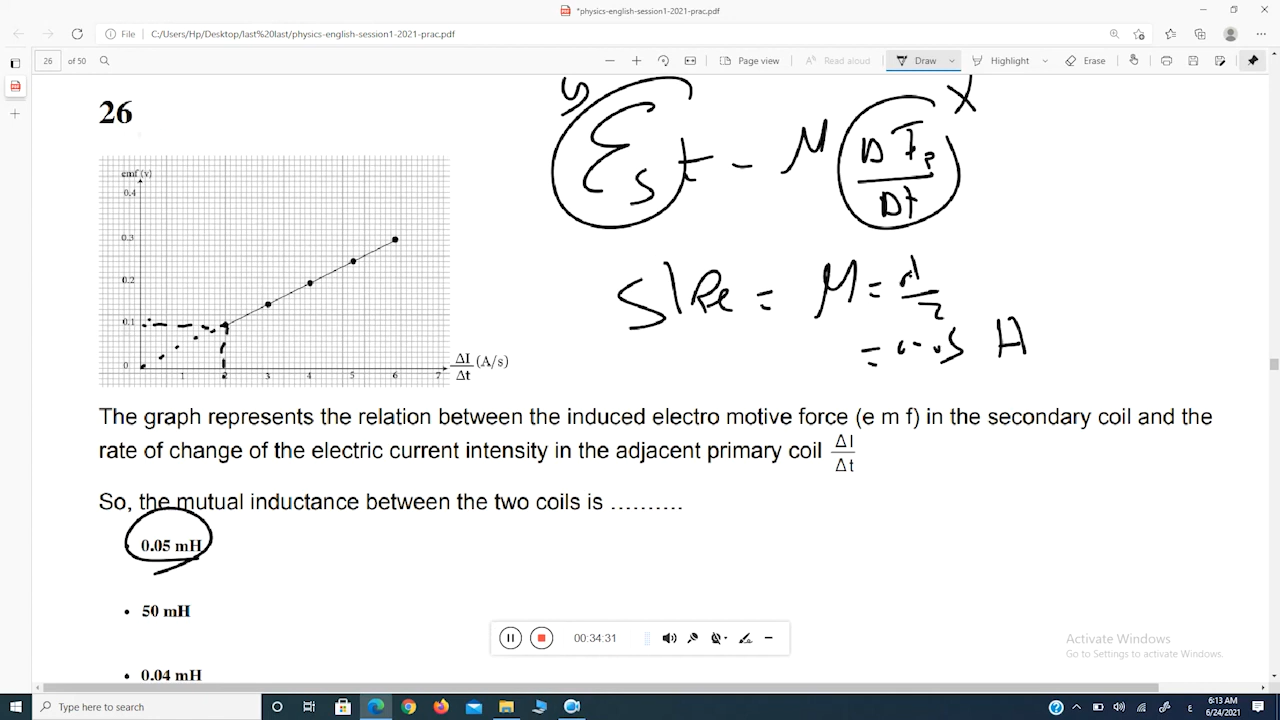 *physics-english-session1-2021-prac.pdf
File C:/Users/Hp/Desktop/last%20last/physics-english-session1-2021-prac.pdf
26 of 50 Page view Read aloud Draw Highlight Erase
26
emf (v)
0.4
0.3
0.2
0.1
0
1 2 3 4 5 6 7
ΔI/Δt (A/s)
= 0.05 H
The graph represents the relation between the induced electro motive force (e m f) in the secondary coil and the
rate of change of the electric current intensity in the adjacent primary coil ΔI/Δt
So, the mutual inductance between the two coils is ..........
• 0.05 mH
• 50 mH
• 0.04 mH
00:34:31
Activate Windows
Go to Settings to activate Windows.
Type here to search
6:13 AM
6/24/2021